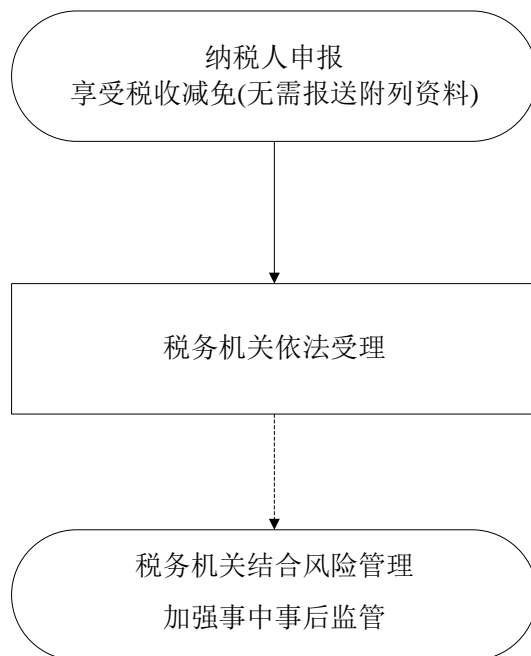 纳税人申报
享受税收减免(无需报送附列资料)
税务机关依法受理
税务机关结合风险管理
加强事中事后监管